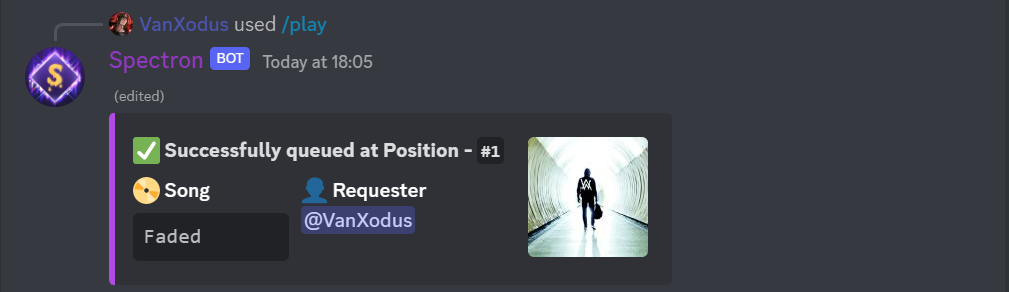 VanXodus used /play
Spectron BOT Today at 18:05
(edited)
Successfully queued at Position - #1
Song Requester
@VanXodus
Faded